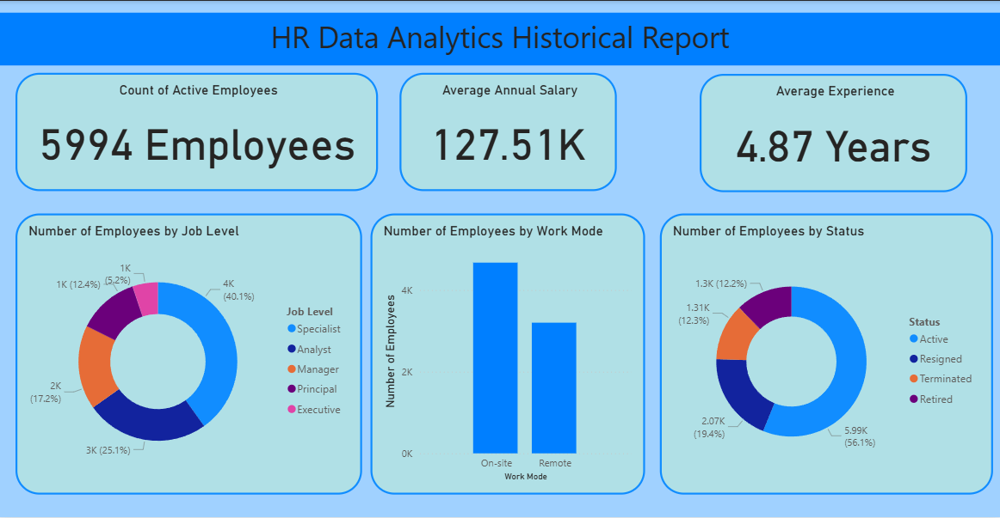 HR Data Analytics Historical Report
Count of Active Employees
5994 Employees
Average Annual Salary
127.51K
Average Experience
4.87 Years
Number of Employees by Job Level
1K
(5.2%)
1K (12.4%)
4K
(40.1%)
2K
(17.2%)
3K (25.1%)
Job Level
Specialist
Analyst
Manager
Principal
Executive
Number of Employees by Work Mode
Number of Employees
4K
2K
0K
On-site
Remote
Work Mode
Number of Employees by Status
1.3K (12.2%)
1.31K
(12.3%)
2.07K
(19.4%)
5.99K
(56.1%)
Status
Active
Resigned
Terminated
Retired